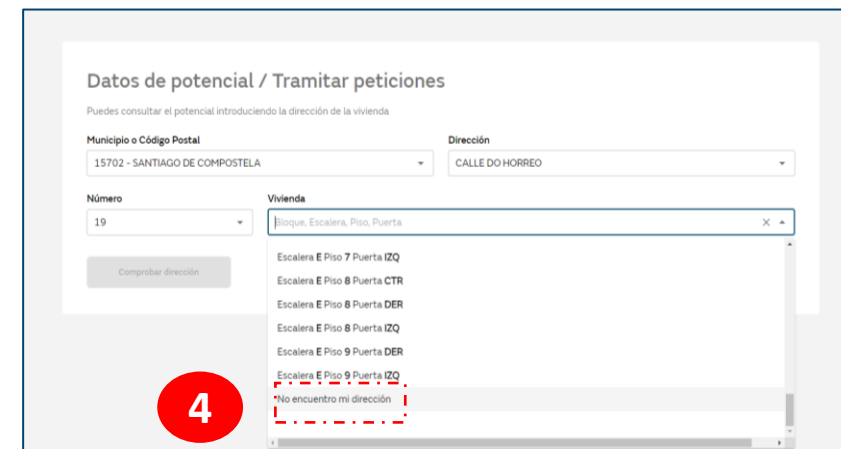 Datos de potencial / Tramitar peticiones
Puedes consultar el potencial introduciendo la dirección de la vivienda
Municipio o Código Postal
Dirección
15702 - SANTIAGO DE COMPOSTELA
CALLE DO HORREO
Número
Vivienda
19
Bloque, Escalera, Piso, Puerta
Comprobar dirección
Escalera E Piso 7 Puerta IZQ
Escalera E Piso 8 Puerta CTR
Escalera E Piso 8 Puerta DER
Escalera E Piso 8 Puerta IZQ
Escalera E Piso 9 Puerta DER
Escalera E Piso 9 Puerta IZQ
No encuentro mi dirección
4